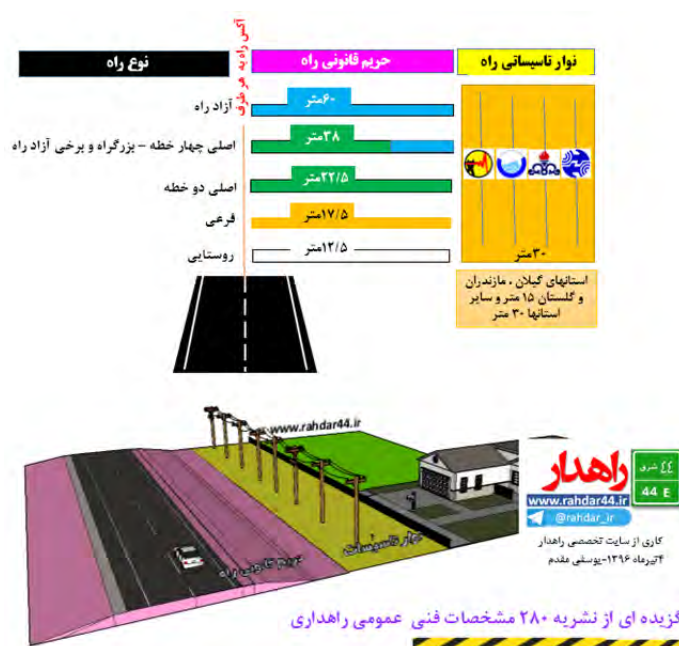 نوع راه
آکس راه به هر طرف
حریم قانونی راه
نوار تاسیساتی راه
آزاد راه
۶۰متر
اصلی چهار خطه - بزرگراه و برخی آزاد راه
۳۸متر
اصلی دو خطه
۲۲/۵متر
فرعی
۱۷/۵متر
روستایی
۱۲/۵متر
۳۰متر
استانهای گیلان ، مازندران
و گلستان ۱۵ متر و سایر
استانها ۳۰ متر
www.rahdar44.ir
نوار تاسیسات
حریم قانونی راه
راهدار
۴۴ شرق
44 E
www.rahdar44.ir
@rahdar_ir
کاری از سایت تخصصی راهدار
۴تیرماه ۱۳۹۶-یوسفی مقدم
گزیده ای از نشریه ۲۸۰ مشخصات فنی عمومی راهداری